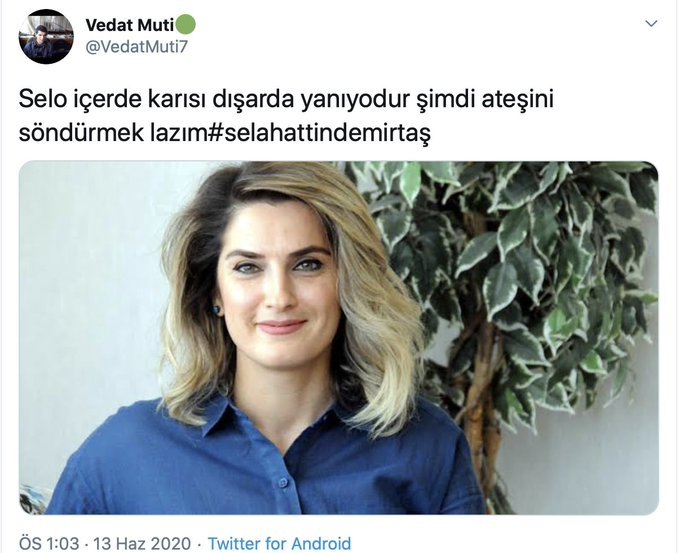 Vedat Muti🟢
@VedatMuti7
Selo içerde karısı dışarda yanıyodur şimdi ateşini
söndürmek lazım#selahattindemirtaş
ÖS 1:03 · 13 Haz 2020 · Twitter for Android